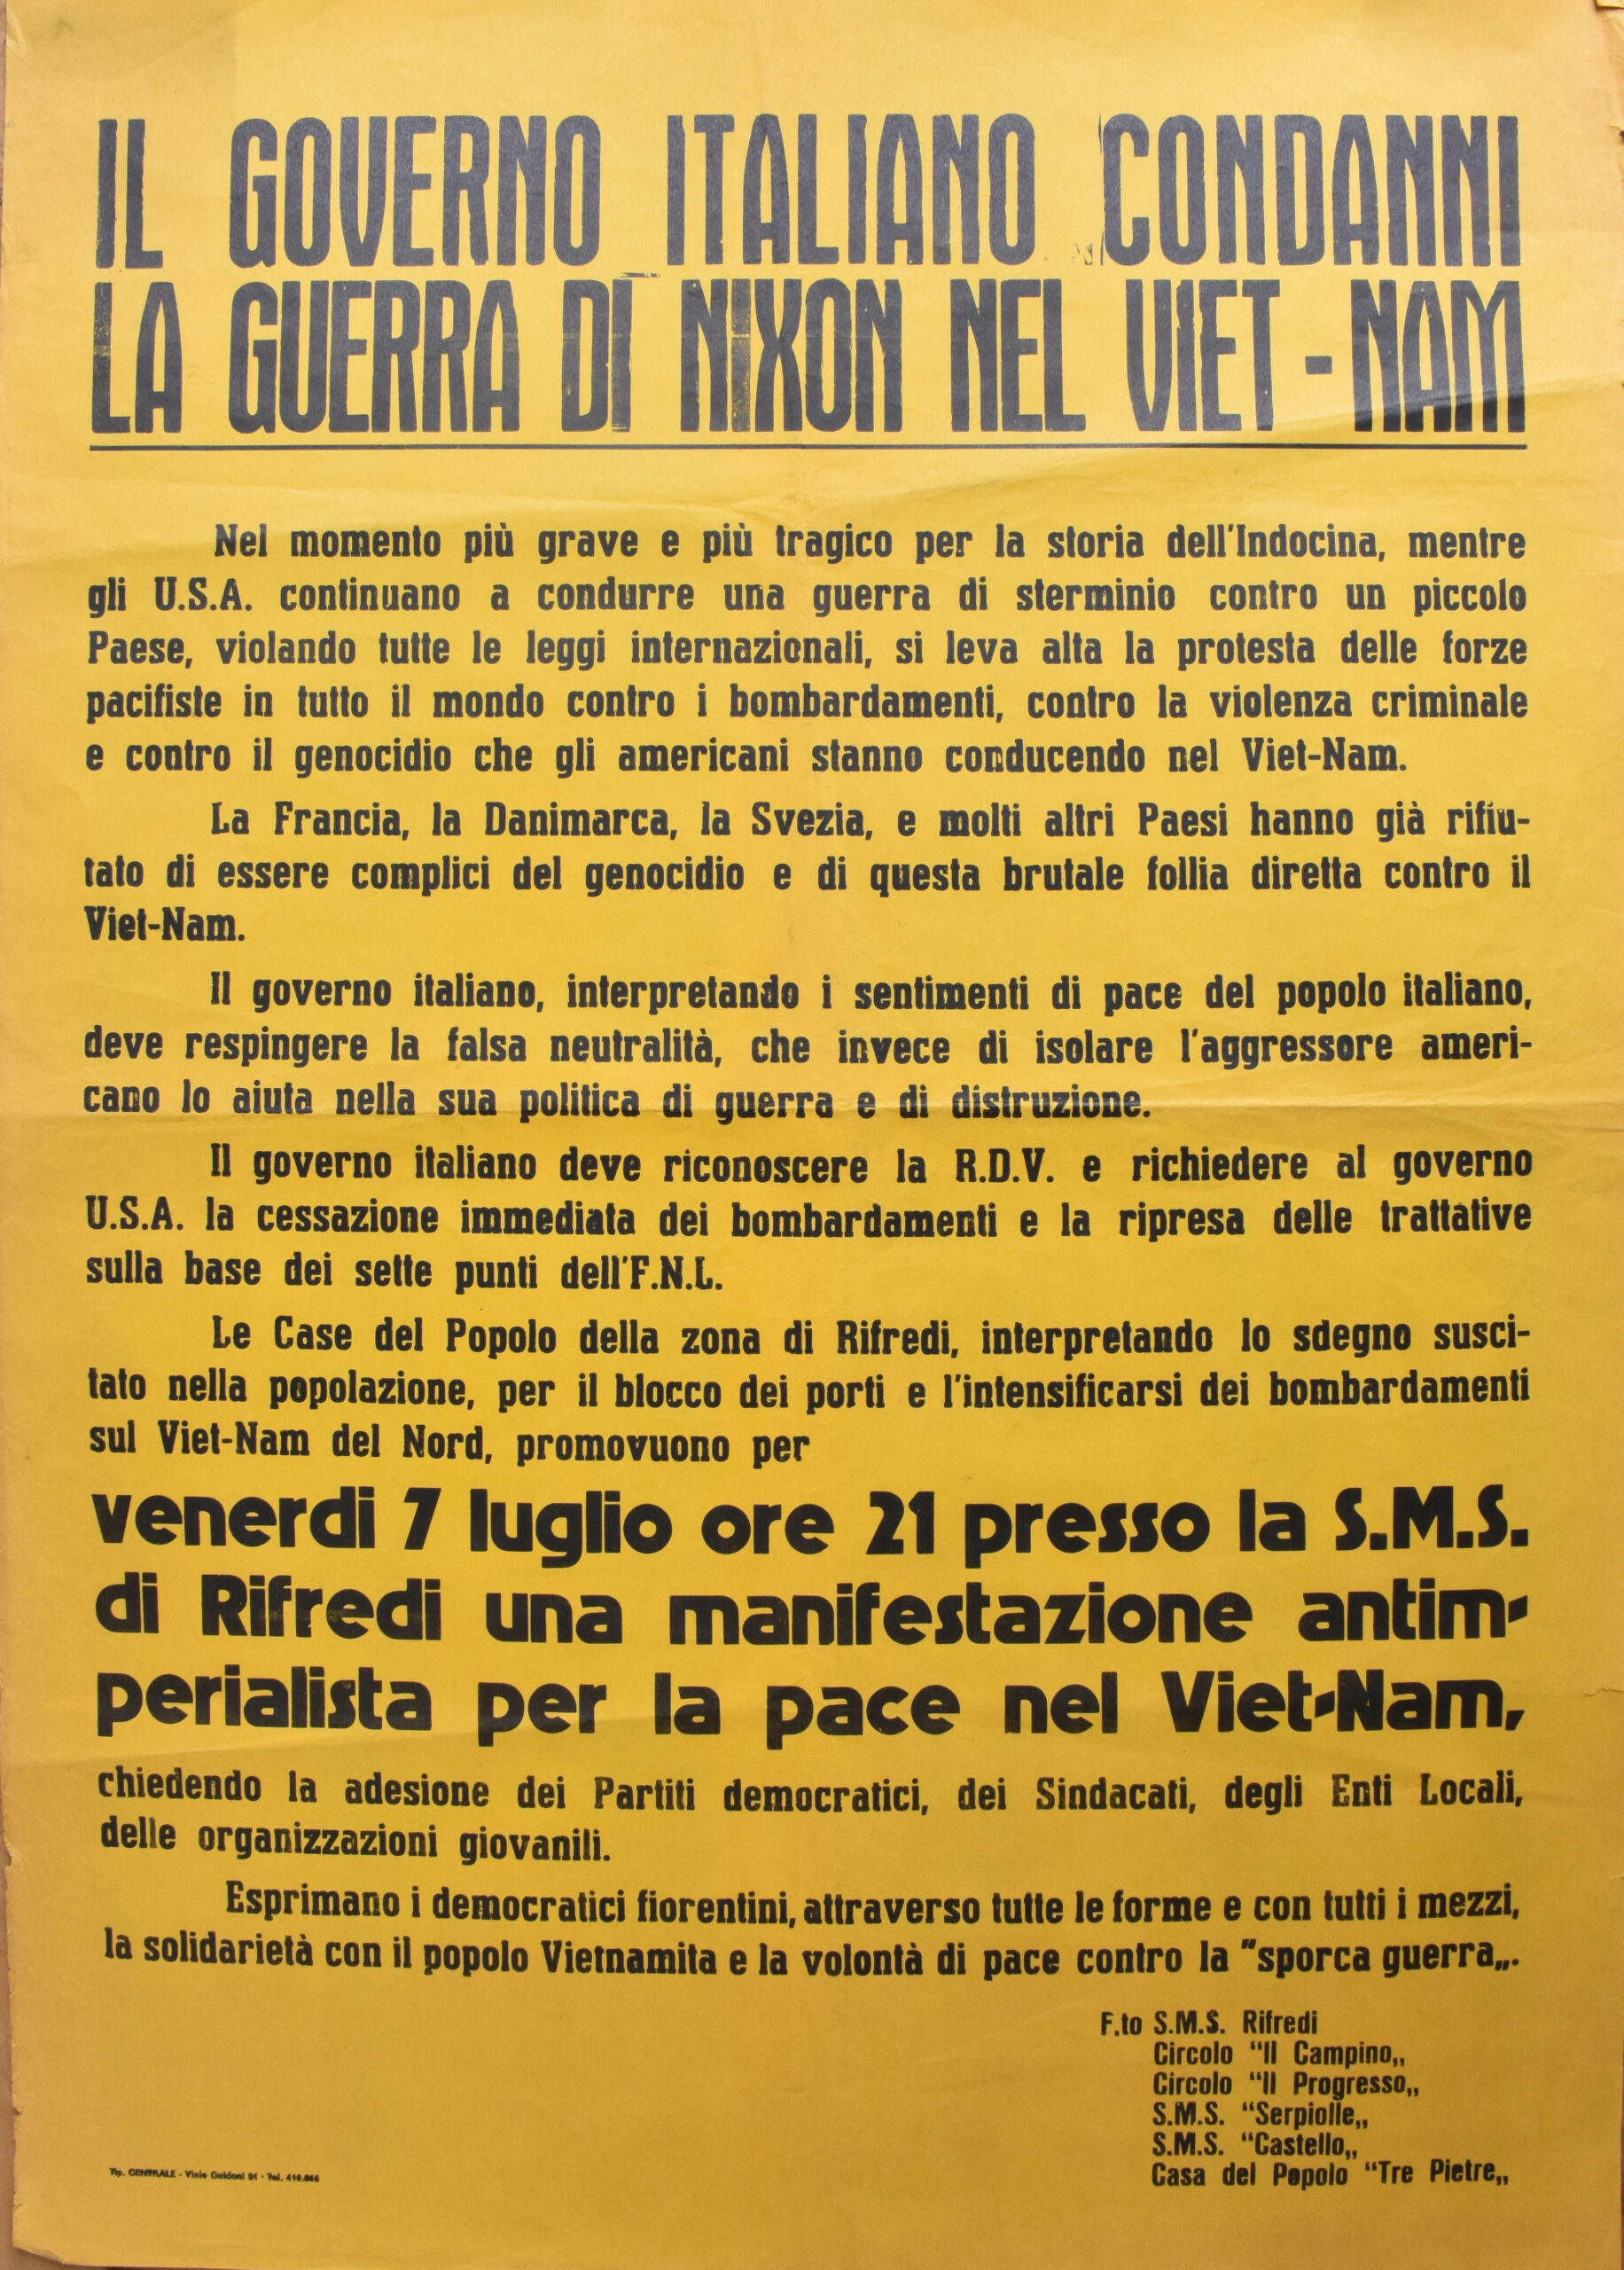 IL GOVERNO ITALIANO CONDANNI
LA GUERRA DI NIXON NEL VIET - NAM
Nel momento più grave e più tragico per la storia dell'Indocina, mentre
gli U.S.A. continuano a condurre una guerra di sterminio contro un piccolo
Paese, violando tutte le leggi internazionali, si leva alta la protesta delle forze
pacifiste in tutto il mondo contro i bombardamenti, contro la violenza criminale
e contro il genocidio che gli americani stanno conducendo nel Viet-Nam.
La Francia, la Danimarca, la Svezia, e molti altri Paesi hanno già rifiu-
tato di essere complici del genocidio e di questa brutale follia diretta contro il
Viet-Nam.
Il governo italiano, interpretando i sentimenti di pace del popolo italiano,
deve respingere la falsa neutralità, che invece di isolare l'aggressore ameri-
cano lo aiuta nella sua politica di guerra e di distruzione.
Il governo italiano deve riconoscere la R.D.V. e richiedere al governo
U.S.A. la cessazione immediata dei bombardamenti e la ripresa delle trattative
sulla base dei sette punti dell'F.N.L.
Le Case del Popolo della zona di Rifredi, interpretando lo sdegno susci-
tato nella popolazione, per il blocco dei porti e l'intensificarsi dei bombardamenti
sul Viet-Nam del Nord, promovuono per
venerdi 7 luglio ore 21 presso la S.M.S.
di Rifredi una manifestazione antim-
perialista per la pace nel Viet-Nam,
chiedendo la adesione dei Partiti democratici, dei Sindacati, degli Enti Locali,
delle organizzazioni giovanili.
Esprimano i democratici fiorentini, attraverso tutte le forme e con tutti i mezzi,
la solidarietà con il popolo Vietnamita e la volontà di pace contro la "sporca guerra„.
F.to S.M.S. Rifredi
Circolo "Il Campino„
Circolo "Il Progresso„
S.M.S. "Serpiolle„
S.M.S. "Castello„
Casa del Popolo "Tre Pietre„
Tip. CENTRALE - Viale Guidoni 91 - Tel. 410.866